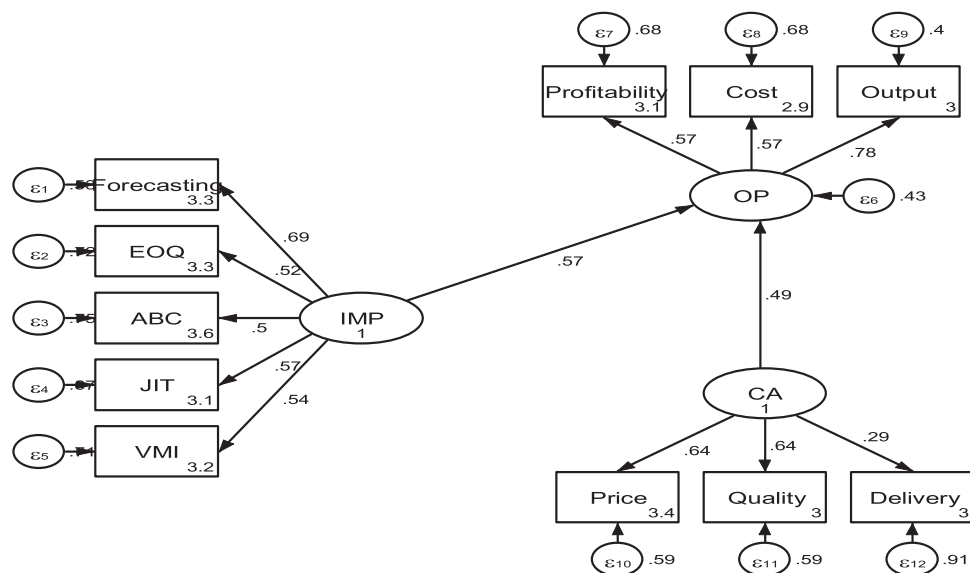 ε7 .68
ε8 .68
ε9 .4
Profitability 3.1
Cost 2.9
Output 3
.57
.57
.78
OP
ε6 .43
ε1
Forecasting 3.3
ε2
EOQ 3.3
ε3
ABC 3.6
ε4
JIT 3.1
ε5
VMI 3.2
.69
.52
.5
.57
.54
IMP 1
.57
.49
CA 1
.64
.64
.29
Price 3.4
Quality 3
Delivery 3
ε10 .59
ε11 .59
ε12 .91